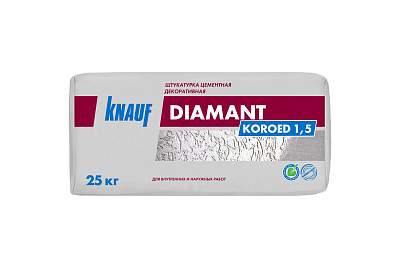 ШТУКАТУРКА ЦЕМЕНТНАЯ
ДЕКОРАТИВНАЯ
KNAUF
DIAMANT
KOROED 1,5
25 кг
ДЛЯ ВНУТРЕННИХ И НАРУЖНЫХ РАБОТ